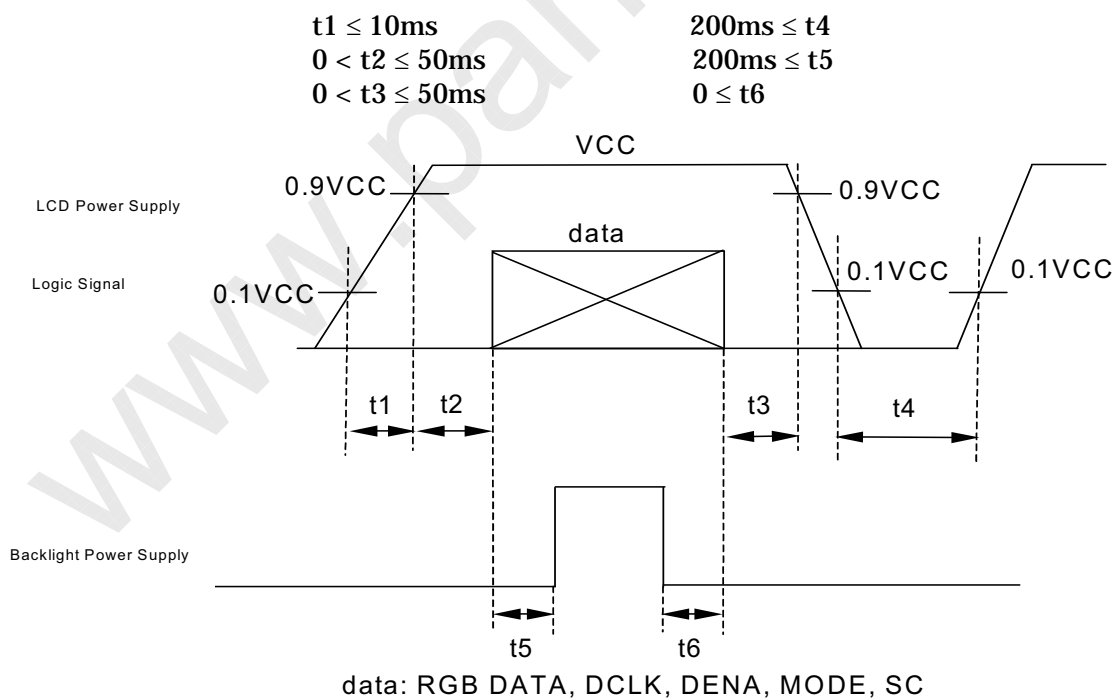 t1 ≤ 10ms 200ms ≤ t4
0 < t2 ≤ 50ms 200ms ≤ t5
0 < t3 ≤ 50ms 0 ≤ t6
VCC
0.9VCC 0.9VCC
LCD Power Supply
data
Logic Signal
0.1VCC 0.1VCC 0.1VCC
t1 t2 t3 t4
Backlight Power Supply
t5 t6
data: RGB DATA, DCLK, DENA, MODE, SC
www.pan